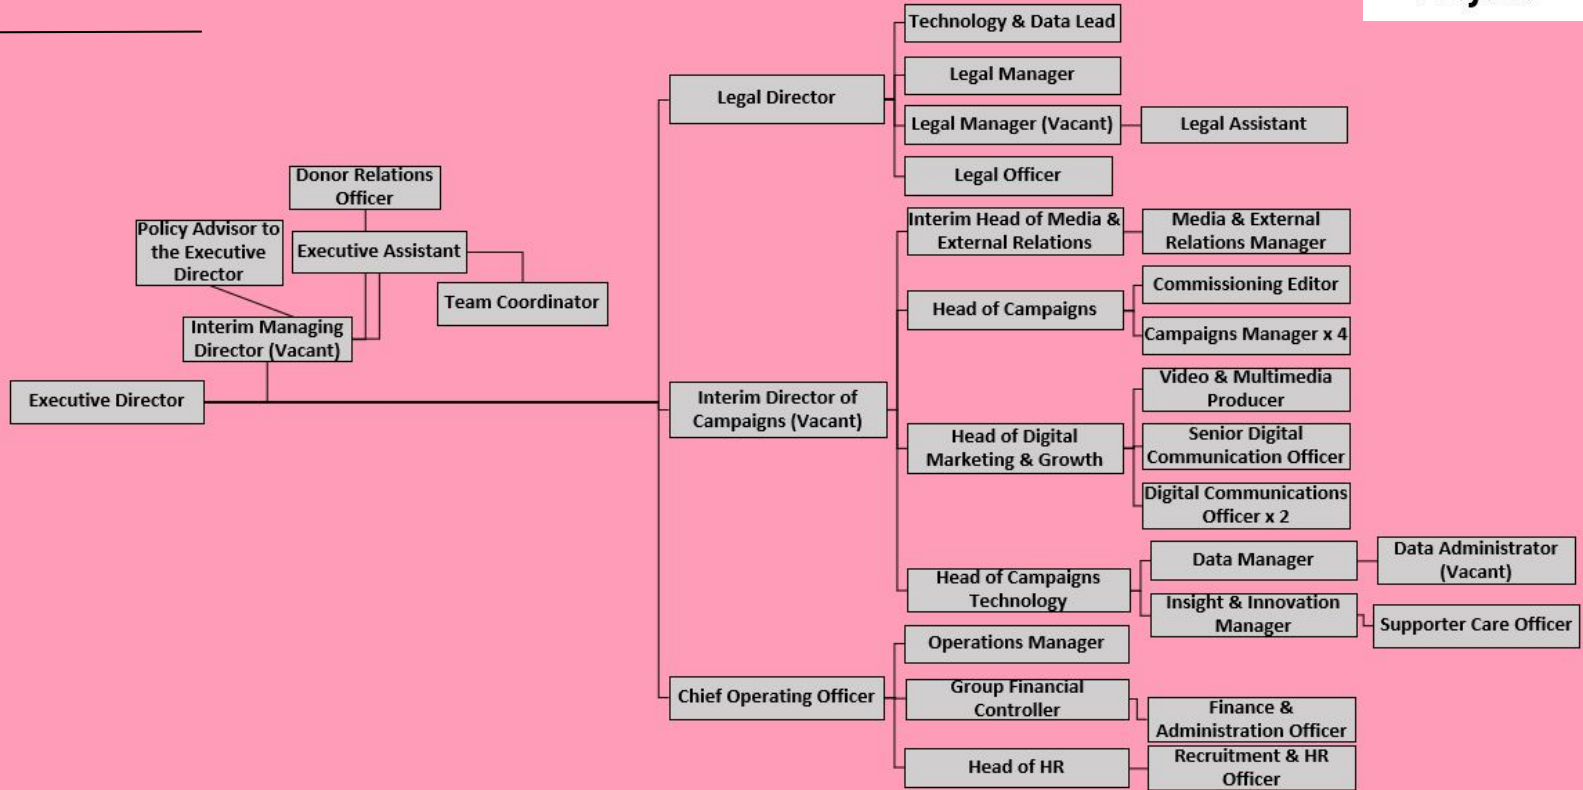 Technology & Data Lead
Legal Director
Legal Manager
Legal Manager (Vacant)
Legal Assistant
Legal Officer
Donor Relations
Officer
Policy Advisor to
the Executive
Director
Executive Assistant
Team Coordinator
Interim Managing
Director (Vacant)
Executive Director
Interim Head of Media &
External Relations
Media & External
Relations Manager
Head of Campaigns
Commissioning Editor
Campaigns Manager x 4
Interim Director of
Campaigns (Vacant)
Head of Digital
Marketing & Growth
Video & Multimedia
Producer
Senior Digital
Communication Officer
Digital Communications
Officer x 2
Head of Campaigns
Technology
Data Manager
Data Administrator
(Vacant)
Insight & Innovation
Manager
Supporter Care Officer
Chief Operating Officer
Operations Manager
Group Financial
Controller
Finance &
Administration Officer
Head of HR
Recruitment & HR
Officer